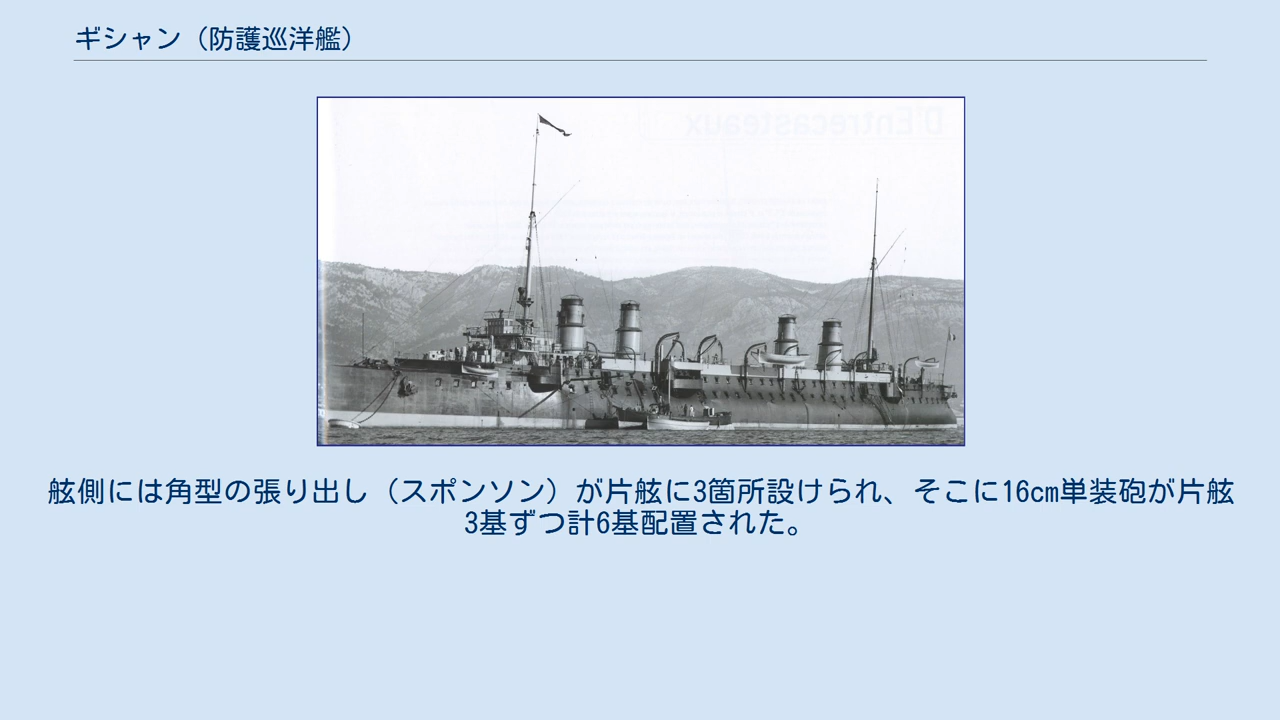 ギシャン（防護巡洋艦）
D'Entrecasteaux
舷側には角型の張り出し（スポンソン）が片舷に3箇所設けられ、そこに16cm単装砲が片舷
3基ずつ計6基配置された。